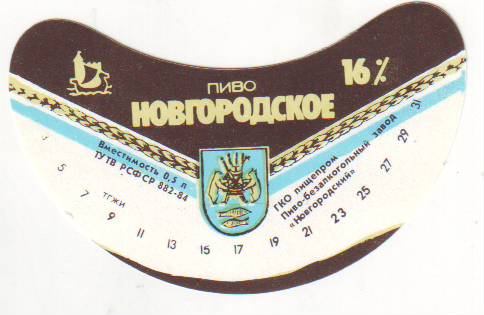 ПИВО
16%
НОВГОРОДСКОЕ
Вместимость 0,5 л
ТУТВ РСФСР 882-84
ГКО пищепром
Пиво-безалкогольный завод
«Новгородский»
тгжи
5 7 9 11 13 15 17 19 21 23 25 27 29 31